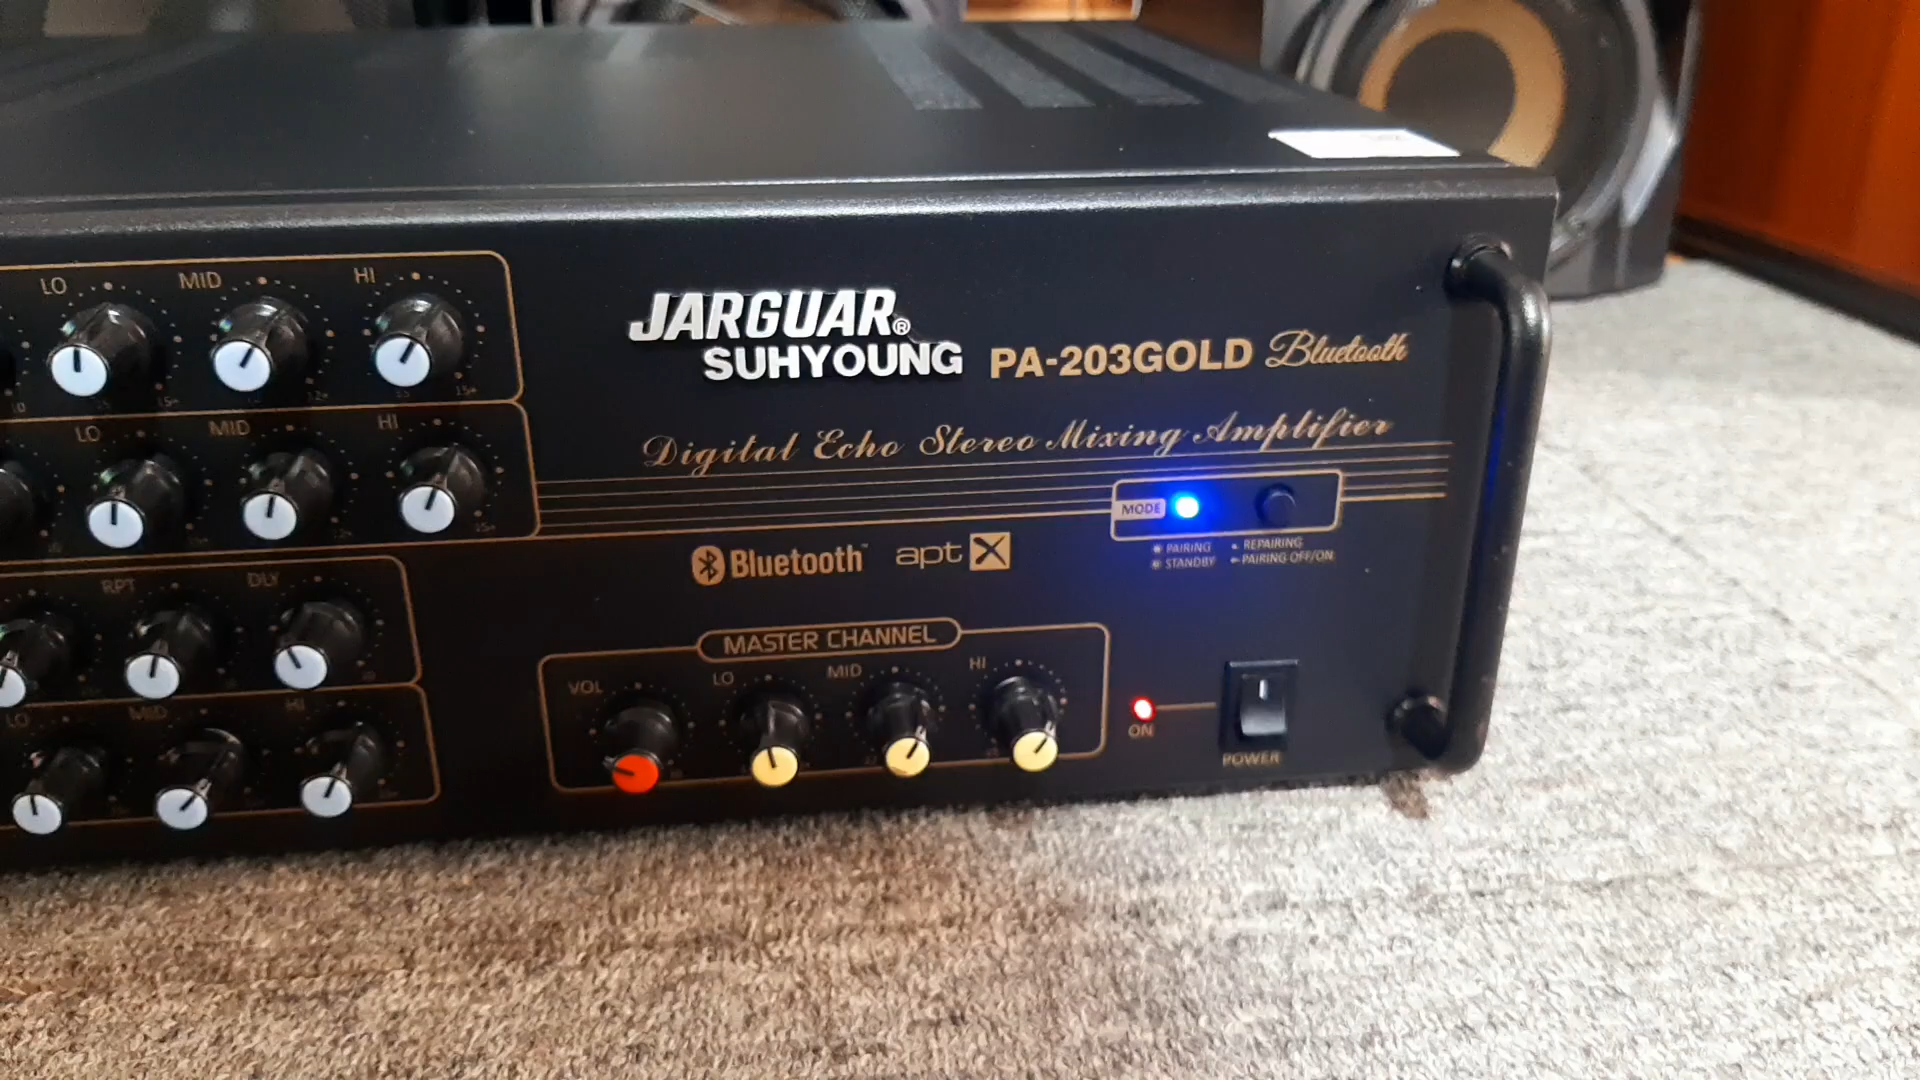 LO MID HI
JARGUAR®
SUHYOUNG PA-203GOLD Bluetooth
LO MID HI
Digital Echo Stereo Mixing Amplifier
MODE
PAIRING REPAIRING
STANDBY PAIRING OFF/ON
Bluetooth™ aptX
RPT DLY
MASTER CHANNEL
VOL LO MID HI
LO MID HI
ON
POWER